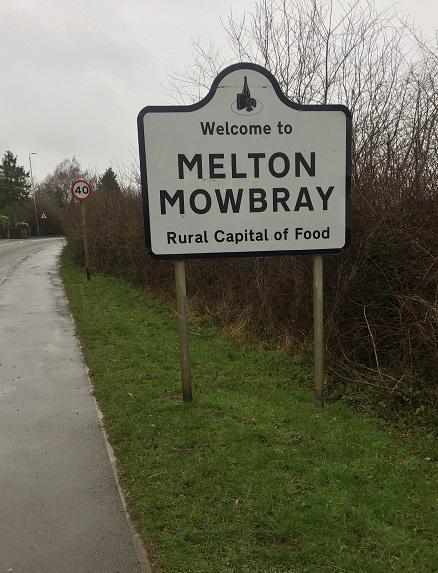 Welcome to
MELTON
MOWBRAY
Rural Capital of Food
40